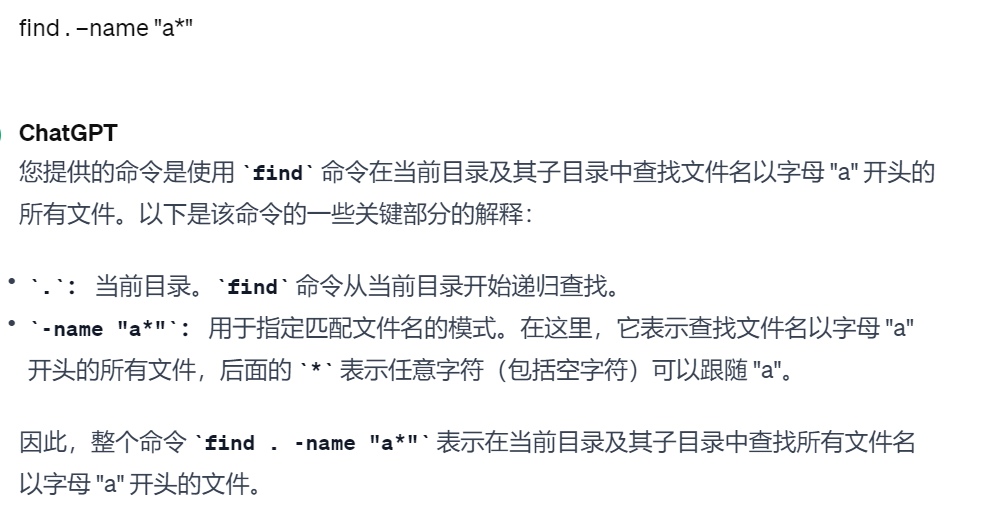 find . –name "a*"
ChatGPT
您提供的命令是使用 `find` 命令在当前目录及其子目录中查找文件名以字母 "a" 开头的
所有文件。以下是该命令的一些关键部分的解释：
• `.`： 当前目录。`find` 命令从当前目录开始递归查找。
• `-name "a*"`： 用于指定匹配文件名的模式。在这里，它表示查找文件名以字母 "a"
开头的所有文件，后面的 `*` 表示任意字符（包括空字符）可以跟随 "a"。
因此，整个命令 `find . -name "a*"` 表示在当前目录及其子目录中查找所有文件名
以字母 "a" 开头的文件。